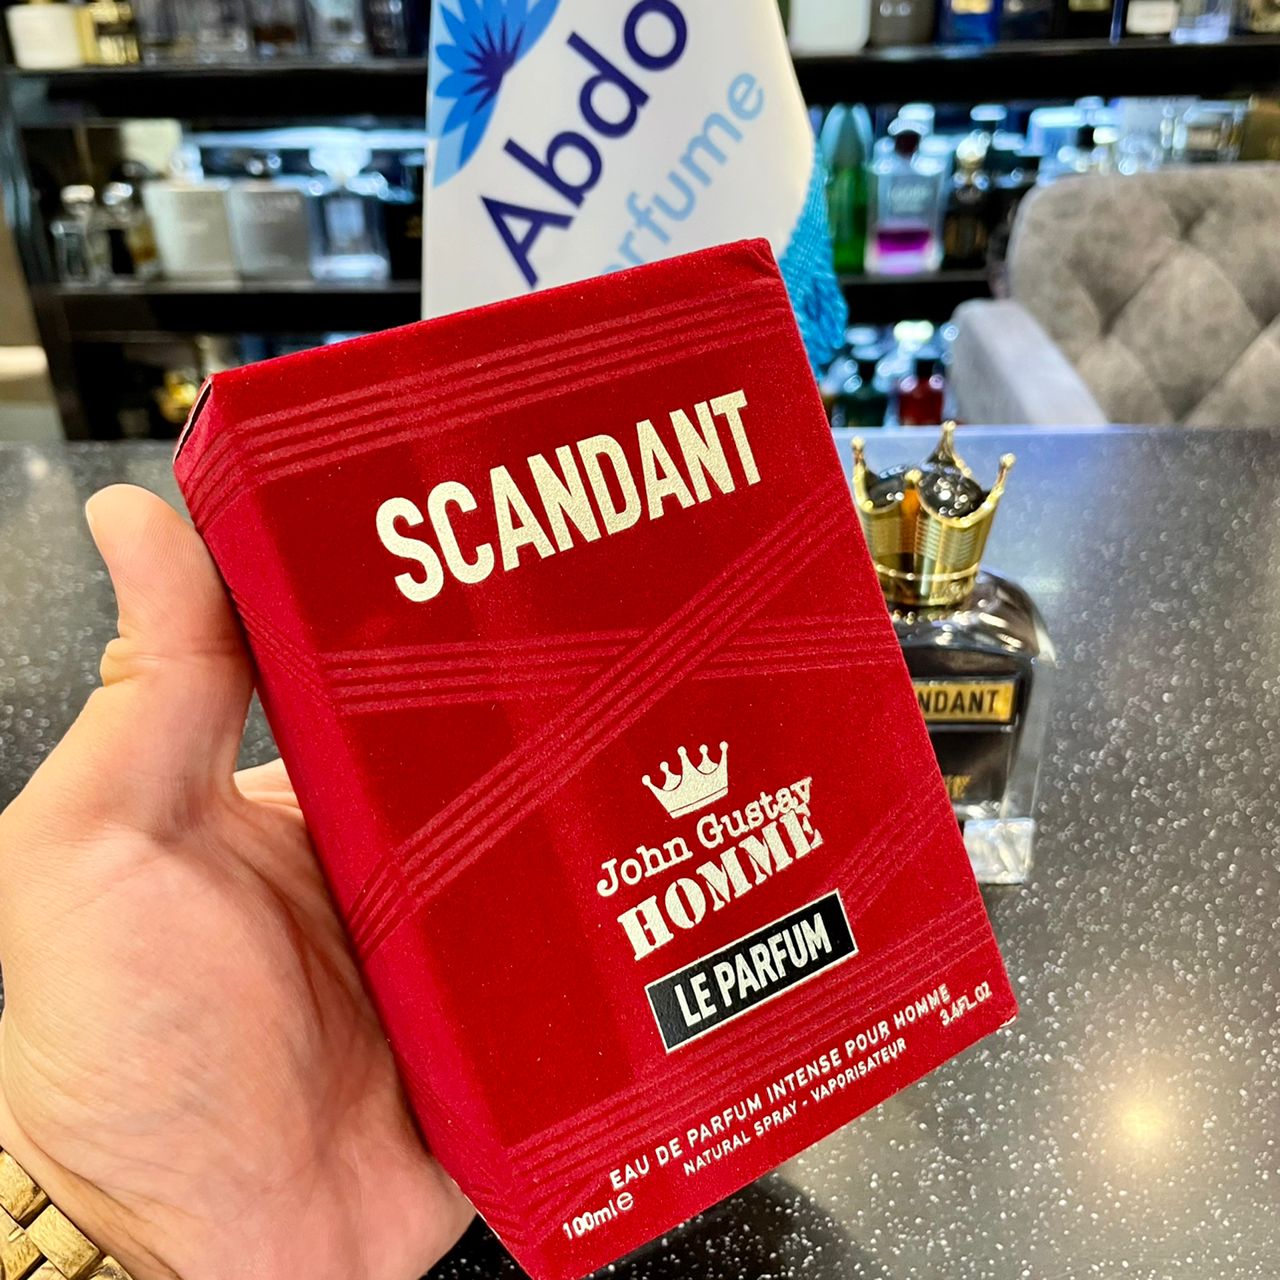 Abdo
erfume
SCANDANT
John Gustav
HOMME
LE PARFUM
EAU DE PARFUM INTENSE POUR HOMME
NATURAL SPRAY - VAPORISATEUR
100ml e
3.4FL.OZ
NDANT